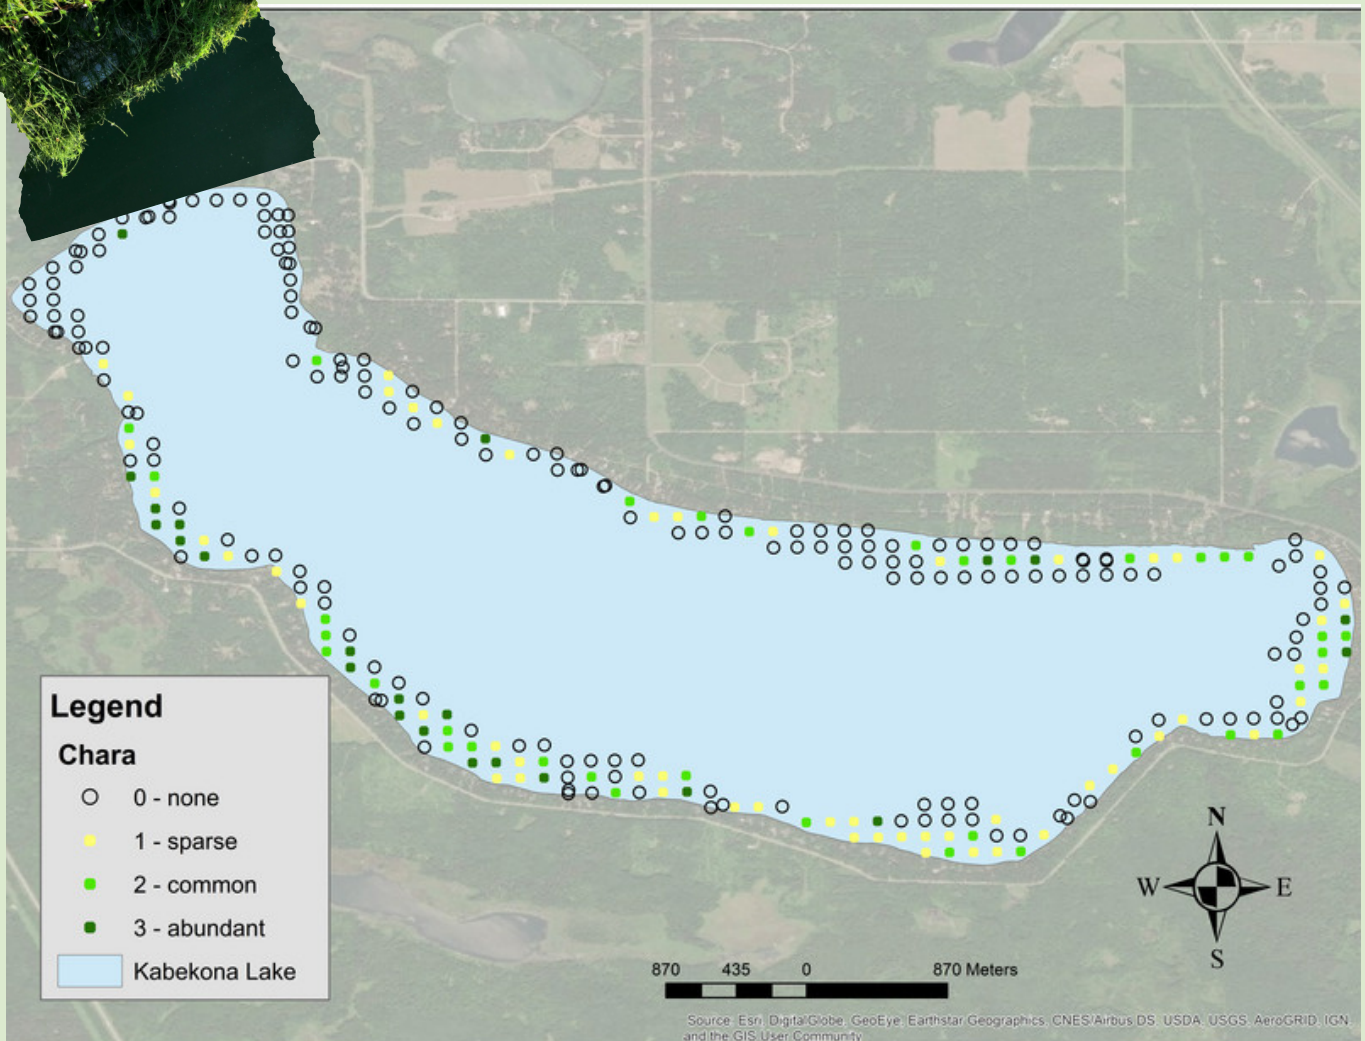 Legend
Chara
0 - none
1 - sparse
2 - common
3 - abundant
Kabekona Lake
N
W E
S
870 435 0 870 Meters
Source: Esri, DigitalGlobe, GeoEye, Earthstar Geographics, CNES/Airbus DS, USDA, USGS, AeroGRID, IGN,
and the GIS User Community